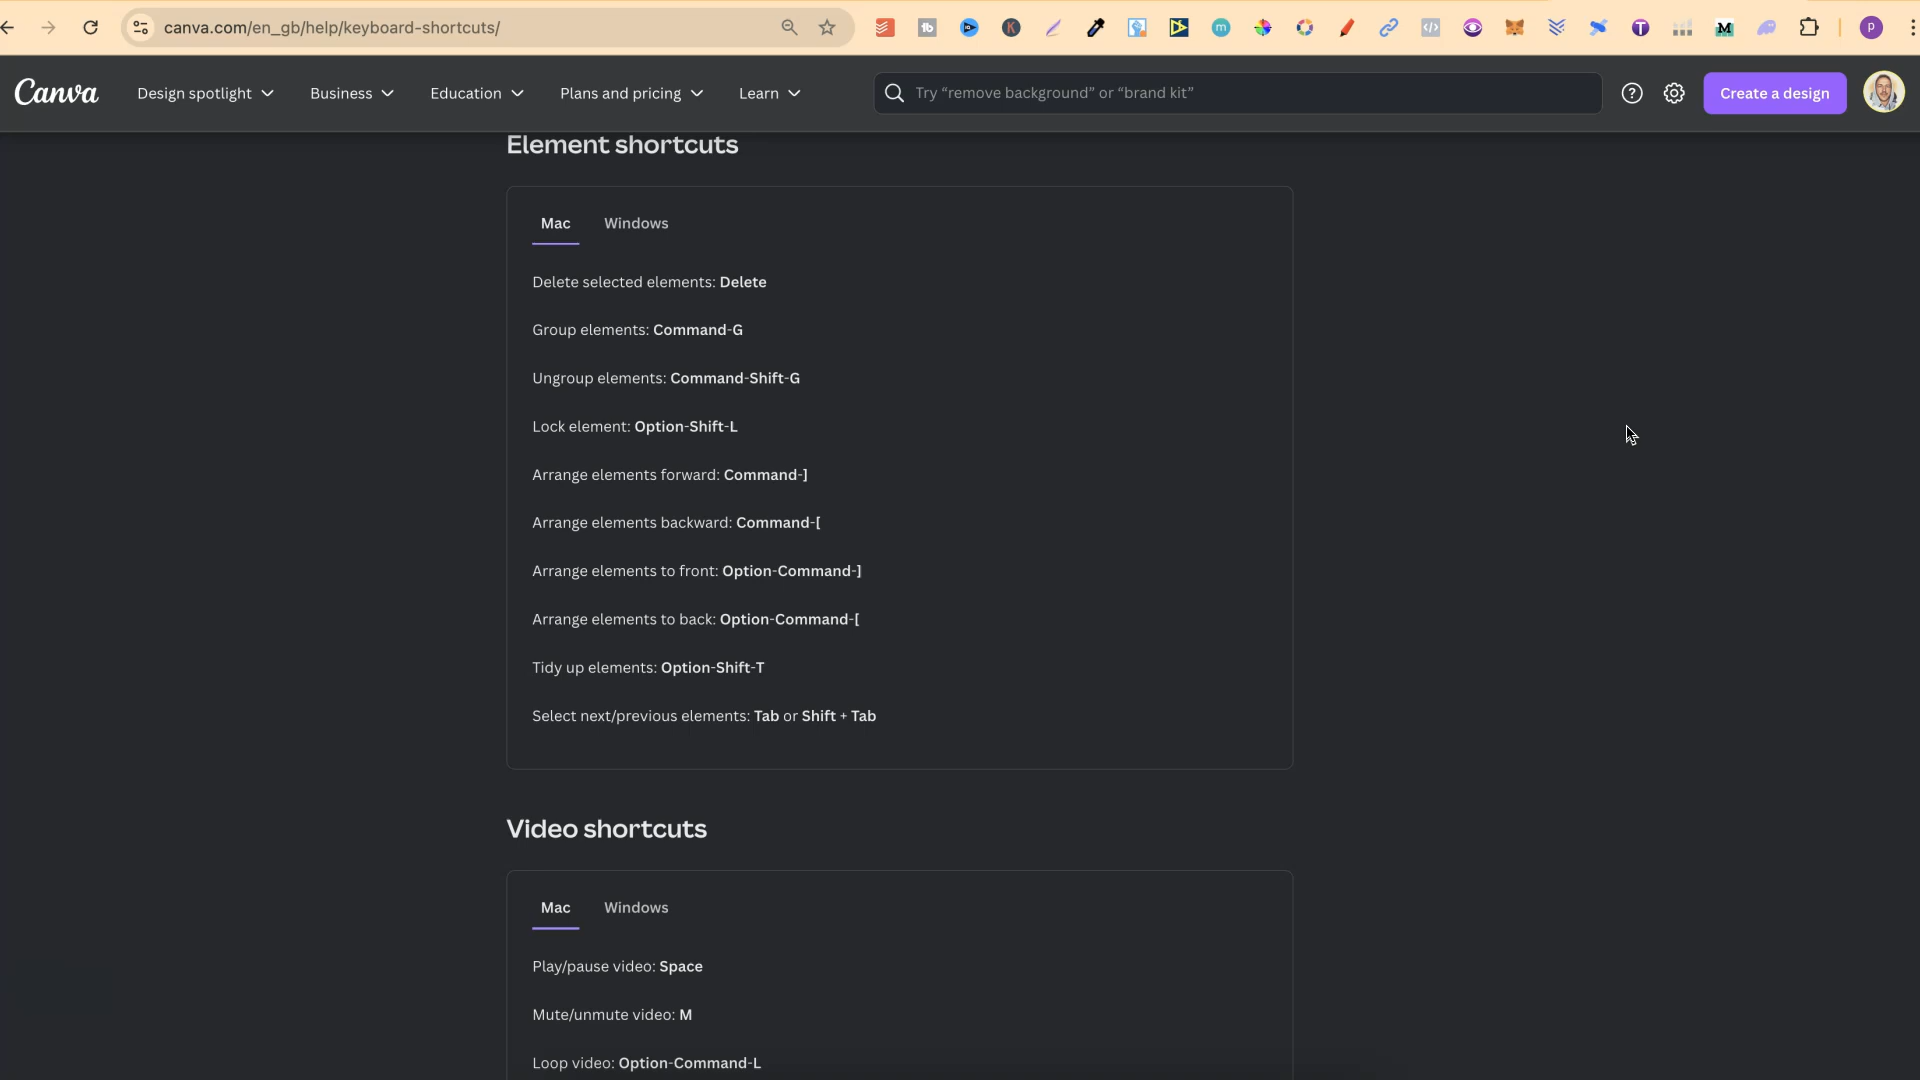 canva.com/en_gb/help/keyboard-shortcuts/
Canva
Design spotlight
Business
Education
Plans and pricing
Learn
Try “remove background” or “brand kit”
Create a design
Element shortcuts
Mac
Windows
Delete selected elements: Delete
Group elements: Command-G
Ungroup elements: Command-Shift-G
Lock element: Option-Shift-L
Arrange elements forward: Command-]
Arrange elements backward: Command-[
Arrange elements to front: Option-Command-]
Arrange elements to back: Option-Command-[
Tidy up elements: Option-Shift-T
Select next/previous elements: Tab or Shift + Tab
Video shortcuts
Mac
Windows
Play/pause video: Space
Mute/unmute video: M
Loop video: Option-Command-L